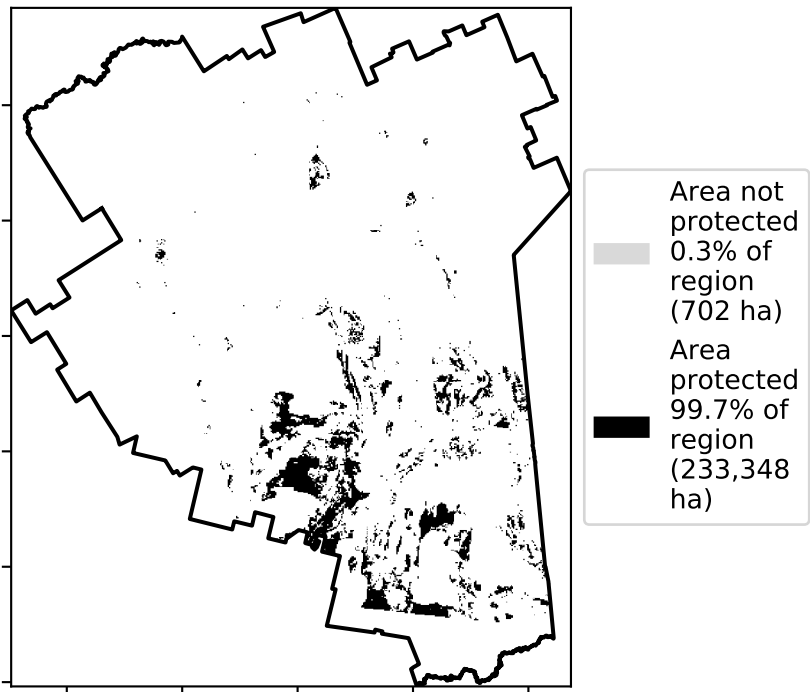 Area not
protected
0.3% of
region
(702 ha)
Area
protected
99.7% of
region
(233,348
ha)